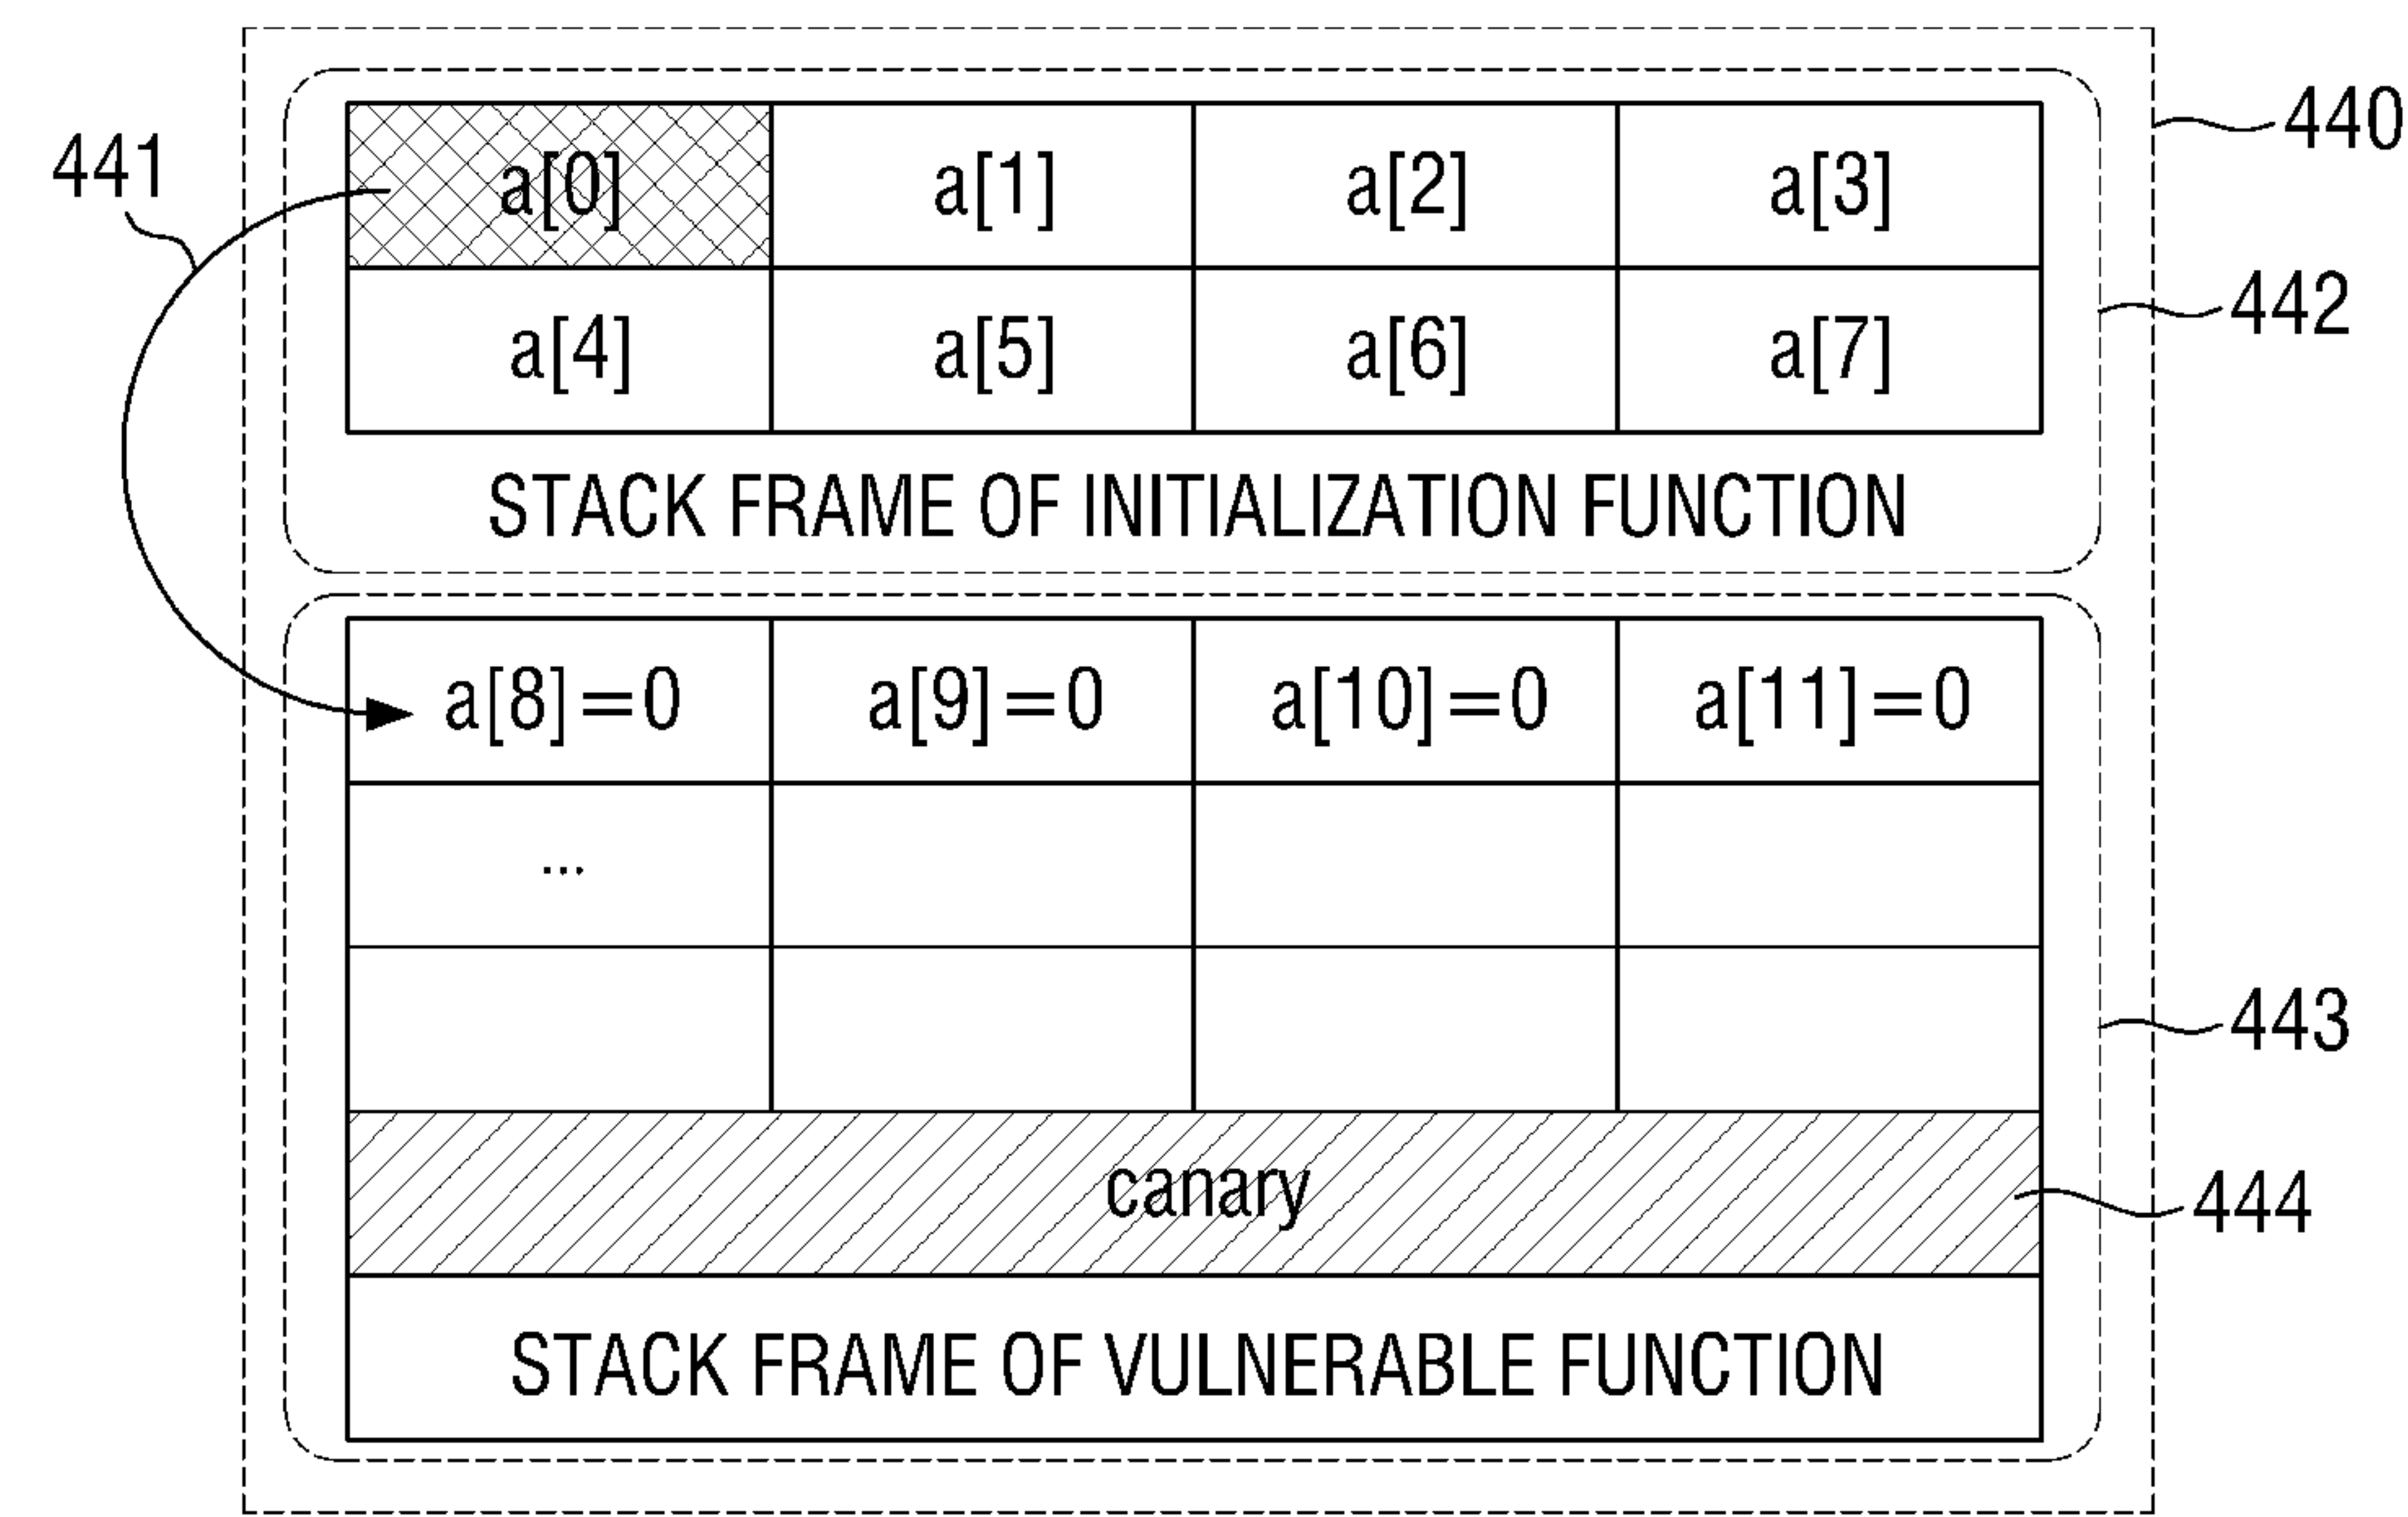 441
440
a[0] a[1] a[2] a[3]
442
a[4] a[5] a[6] a[7]
STACK FRAME OF INITIALIZATION FUNCTION
a[8]=0 a[9]=0 a[10]=0 a[11]=0
...
443
canary
444
STACK FRAME OF VULNERABLE FUNCTION